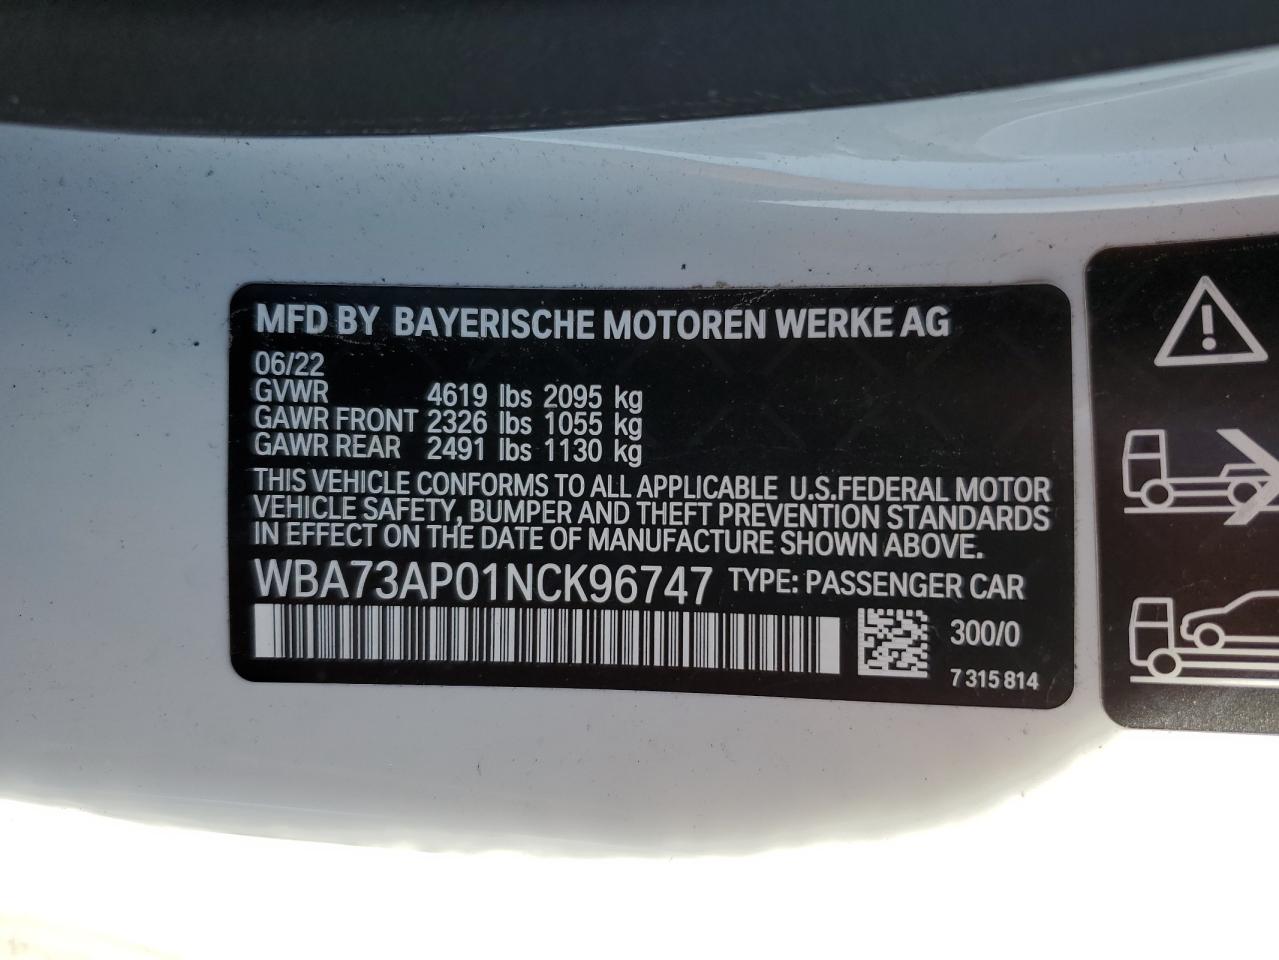 MFD BY BAYERISCHE MOTOREN WERKE AG
06/22
GVWR 4619 lbs 2095 kg
GAWR FRONT 2326 lbs 1055 kg
GAWR REAR 2491 lbs 1130 kg
THIS VEHICLE CONFORMS TO ALL APPLICABLE U.S.FEDERAL MOTOR
VEHICLE SAFETY, BUMPER AND THEFT PREVENTION STANDARDS
IN EFFECT ON THE DATE OF MANUFACTURE SHOWN ABOVE.
WBA73AP01NCK96747 TYPE: PASSENGER CAR
300/0
7 315 814